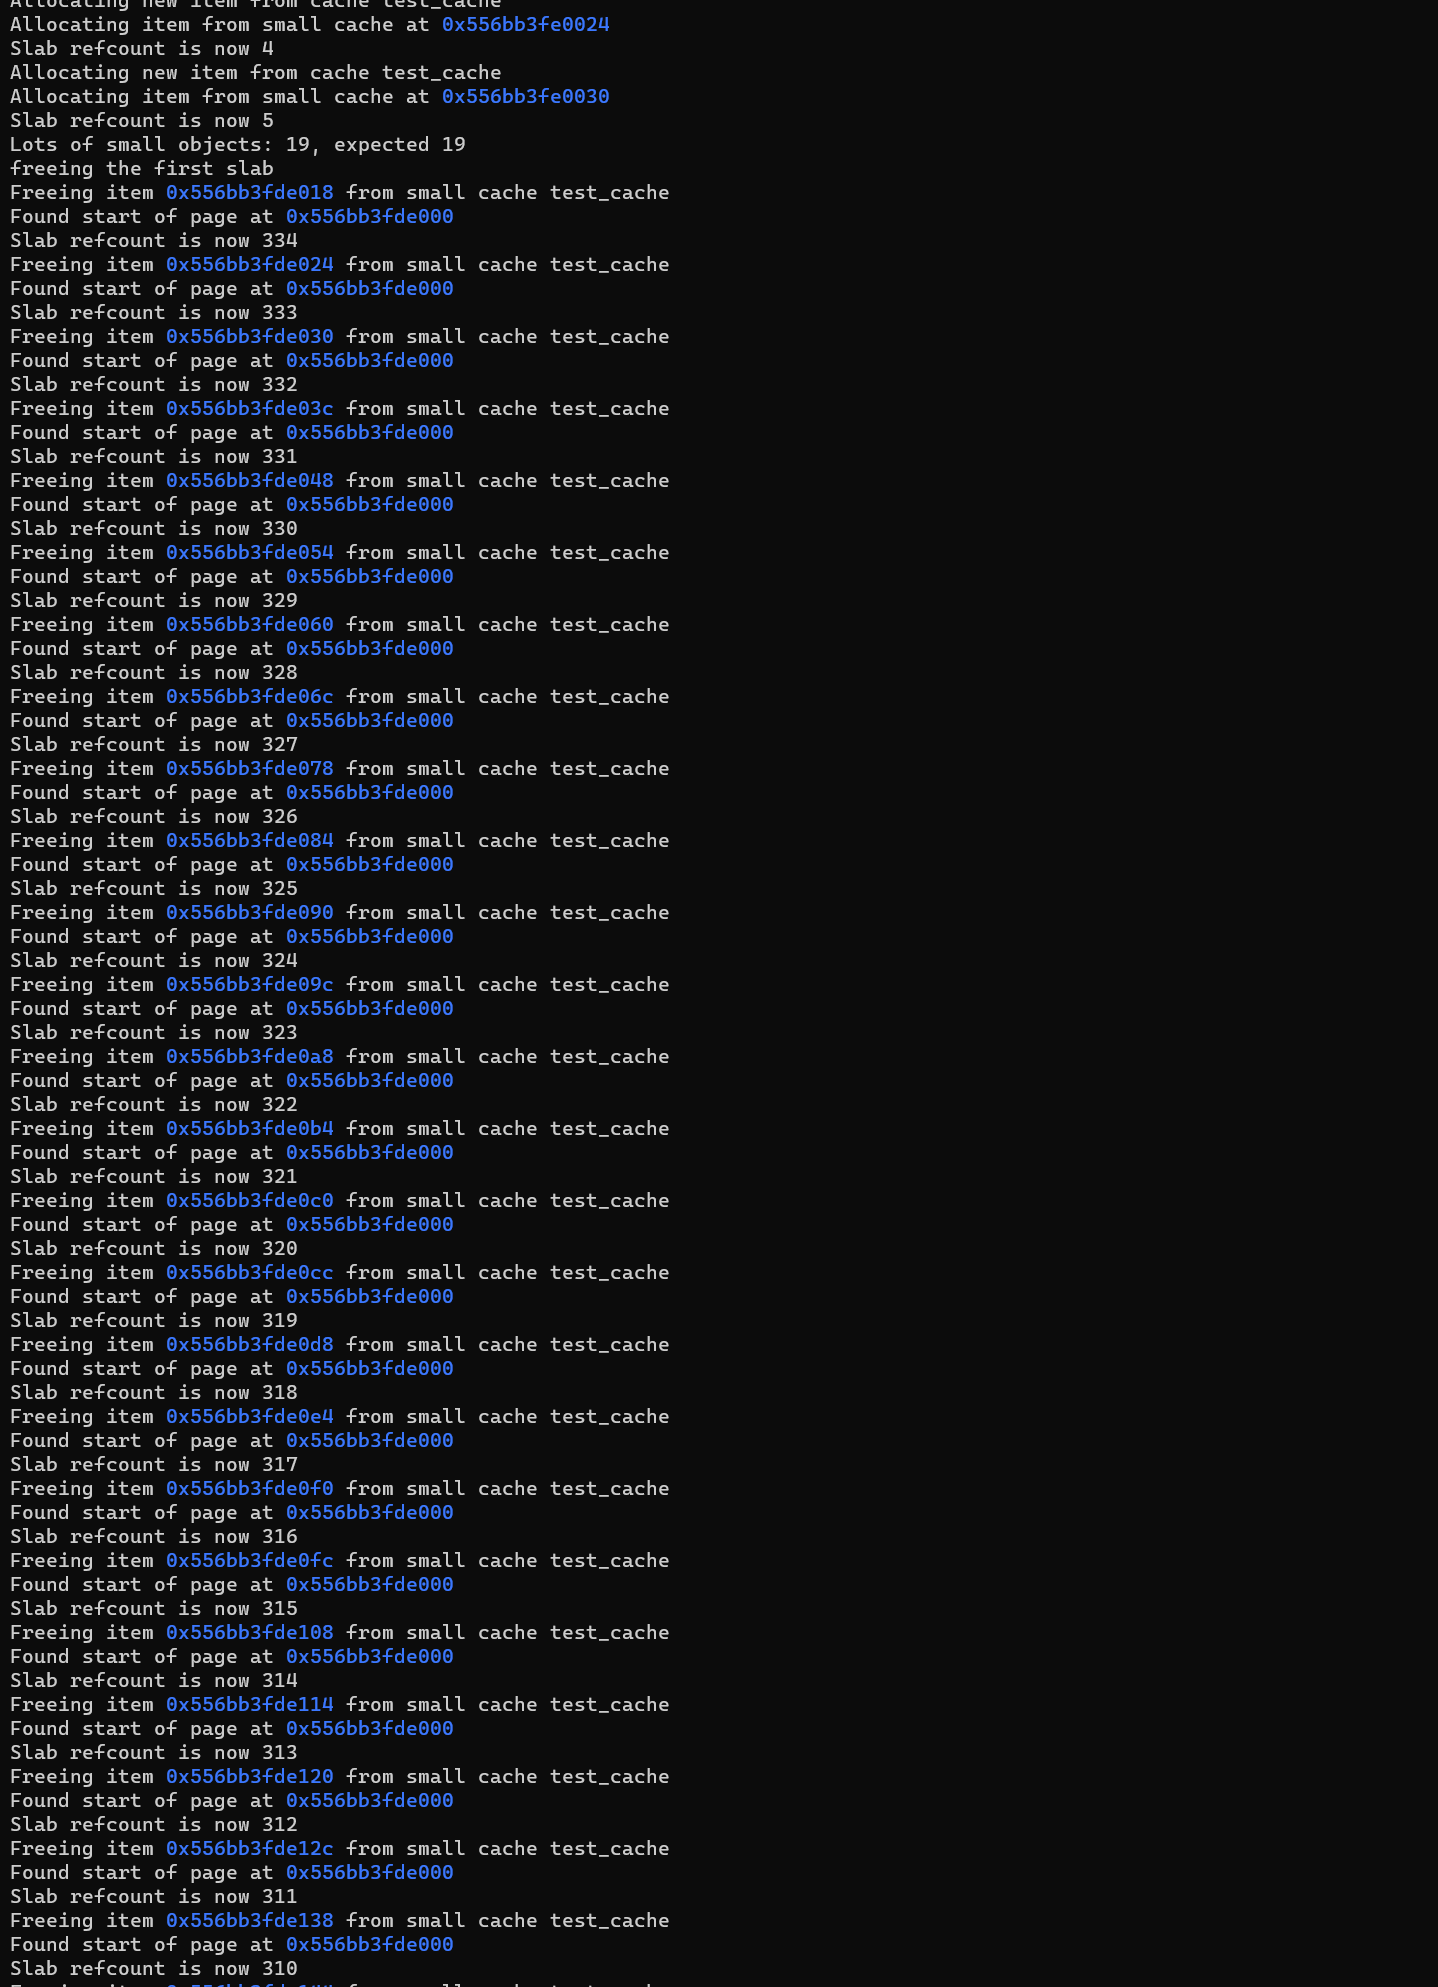 Allocating new item from cache test_cache
Allocating item from small cache at 0x556bb3fe0024
Slab refcount is now 4
Allocating new item from cache test_cache
Allocating item from small cache at 0x556bb3fe0030
Slab refcount is now 5
Lots of small objects: 19, expected 19
freeing the first slab
Freeing item 0x556bb3fde018 from small cache test_cache
Found start of page at 0x556bb3fde000
Slab refcount is now 334
Freeing item 0x556bb3fde024 from small cache test_cache
Found start of page at 0x556bb3fde000
Slab refcount is now 333
Freeing item 0x556bb3fde030 from small cache test_cache
Found start of page at 0x556bb3fde000
Slab refcount is now 332
Freeing item 0x556bb3fde03c from small cache test_cache
Found start of page at 0x556bb3fde000
Slab refcount is now 331
Freeing item 0x556bb3fde048 from small cache test_cache
Found start of page at 0x556bb3fde000
Slab refcount is now 330
Freeing item 0x556bb3fde054 from small cache test_cache
Found start of page at 0x556bb3fde000
Slab refcount is now 329
Freeing item 0x556bb3fde060 from small cache test_cache
Found start of page at 0x556bb3fde000
Slab refcount is now 328
Freeing item 0x556bb3fde06c from small cache test_cache
Found start of page at 0x556bb3fde000
Slab refcount is now 327
Freeing item 0x556bb3fde078 from small cache test_cache
Found start of page at 0x556bb3fde000
Slab refcount is now 326
Freeing item 0x556bb3fde084 from small cache test_cache
Found start of page at 0x556bb3fde000
Slab refcount is now 325
Freeing item 0x556bb3fde090 from small cache test_cache
Found start of page at 0x556bb3fde000
Slab refcount is now 324
Freeing item 0x556bb3fde09c from small cache test_cache
Found start of page at 0x556bb3fde000
Slab refcount is now 323
Freeing item 0x556bb3fde0a8 from small cache test_cache
Found start of page at 0x556bb3fde000
Slab refcount is now 322
Freeing item 0x556bb3fde0b4 from small cache test_cache
Found start of page at 0x556bb3fde000
Slab refcount is now 321
Freeing item 0x556bb3fde0c0 from small cache test_cache
Found start of page at 0x556bb3fde000
Slab refcount is now 320
Freeing item 0x556bb3fde0cc from small cache test_cache
Found start of page at 0x556bb3fde000
Slab refcount is now 319
Freeing item 0x556bb3fde0d8 from small cache test_cache
Found start of page at 0x556bb3fde000
Slab refcount is now 318
Freeing item 0x556bb3fde0e4 from small cache test_cache
Found start of page at 0x556bb3fde000
Slab refcount is now 317
Freeing item 0x556bb3fde0f0 from small cache test_cache
Found start of page at 0x556bb3fde000
Slab refcount is now 316
Freeing item 0x556bb3fde0fc from small cache test_cache
Found start of page at 0x556bb3fde000
Slab refcount is now 315
Freeing item 0x556bb3fde108 from small cache test_cache
Found start of page at 0x556bb3fde000
Slab refcount is now 314
Freeing item 0x556bb3fde114 from small cache test_cache
Found start of page at 0x556bb3fde000
Slab refcount is now 313
Freeing item 0x556bb3fde120 from small cache test_cache
Found start of page at 0x556bb3fde000
Slab refcount is now 312
Freeing item 0x556bb3fde12c from small cache test_cache
Found start of page at 0x556bb3fde000
Slab refcount is now 311
Freeing item 0x556bb3fde138 from small cache test_cache
Found start of page at 0x556bb3fde000
Slab refcount is now 310